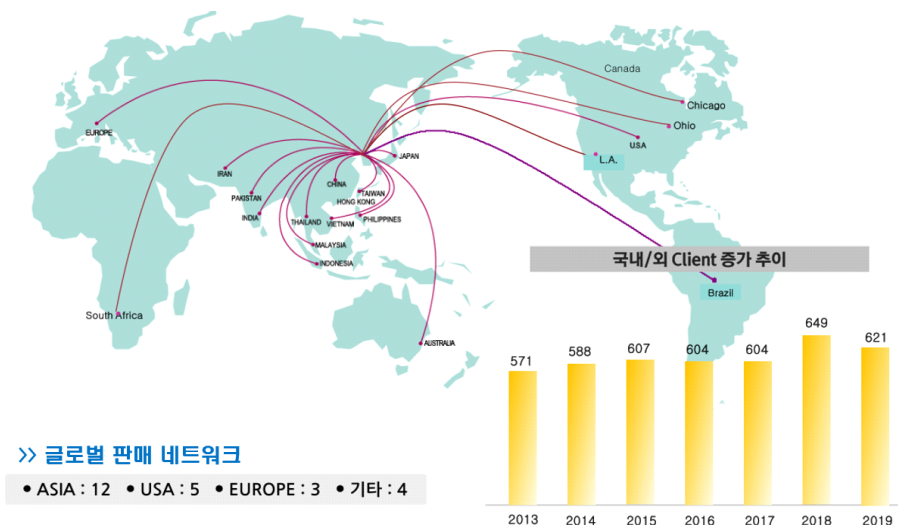 Canada
Chicago
Ohio
EUROPE
U.S.A
JAPAN
L.A.
IRAN
CHINA
PAKISTAN
TAIWAN
HONG KONG
INDIA
THAILAND
VIETNAM
PHILIPPINES
MALAYSIA
INDONESIA
국내/외 Client 증가 추이
Brazil
South Africa
AUSTRALIA
571
588
607
604
604
649
621
2013
2014
2015
2016
2017
2018
2019
>> 글로벌 판매 네트워크
• ASIA : 12 • USA : 5 • EUROPE : 3 • 기타 : 4